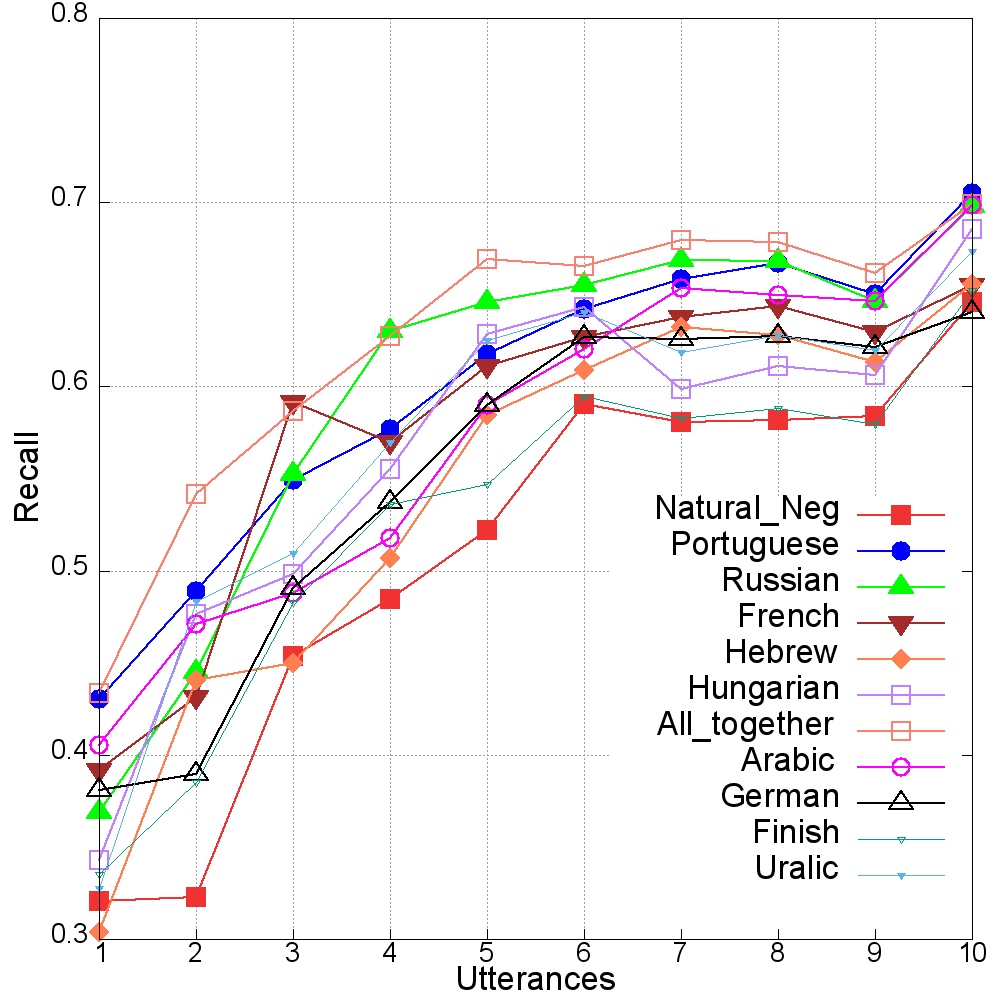 0.8
0.7
0.6
0.5
0.4
0.3
Recall
Natural_Neg
Portuguese
Russian
French
Hebrew
Hungarian
All_together
Arabic
German
Finish
Uralic
1 2 3 4 5 6 7 8 9 10
Utterances